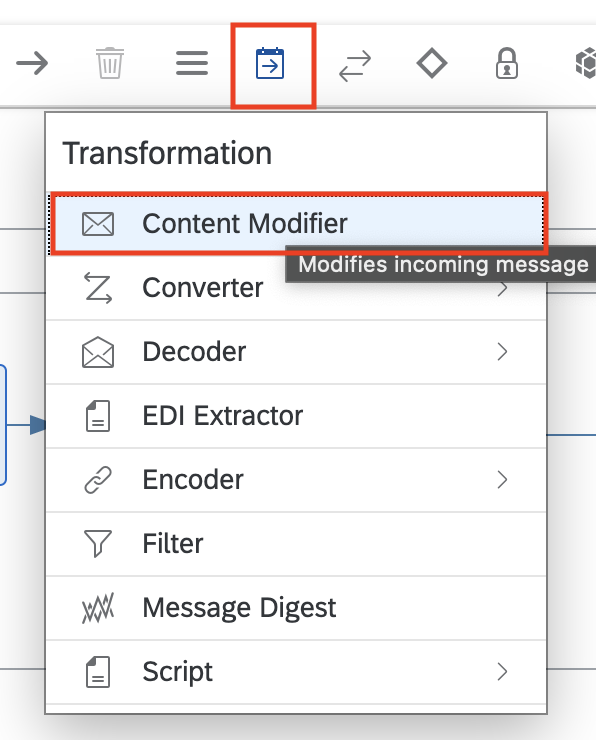 Transformation
Content Modifier
Modifies incoming message
Converter
Decoder
EDI Extractor
Encoder
Filter
Message Digest
Script